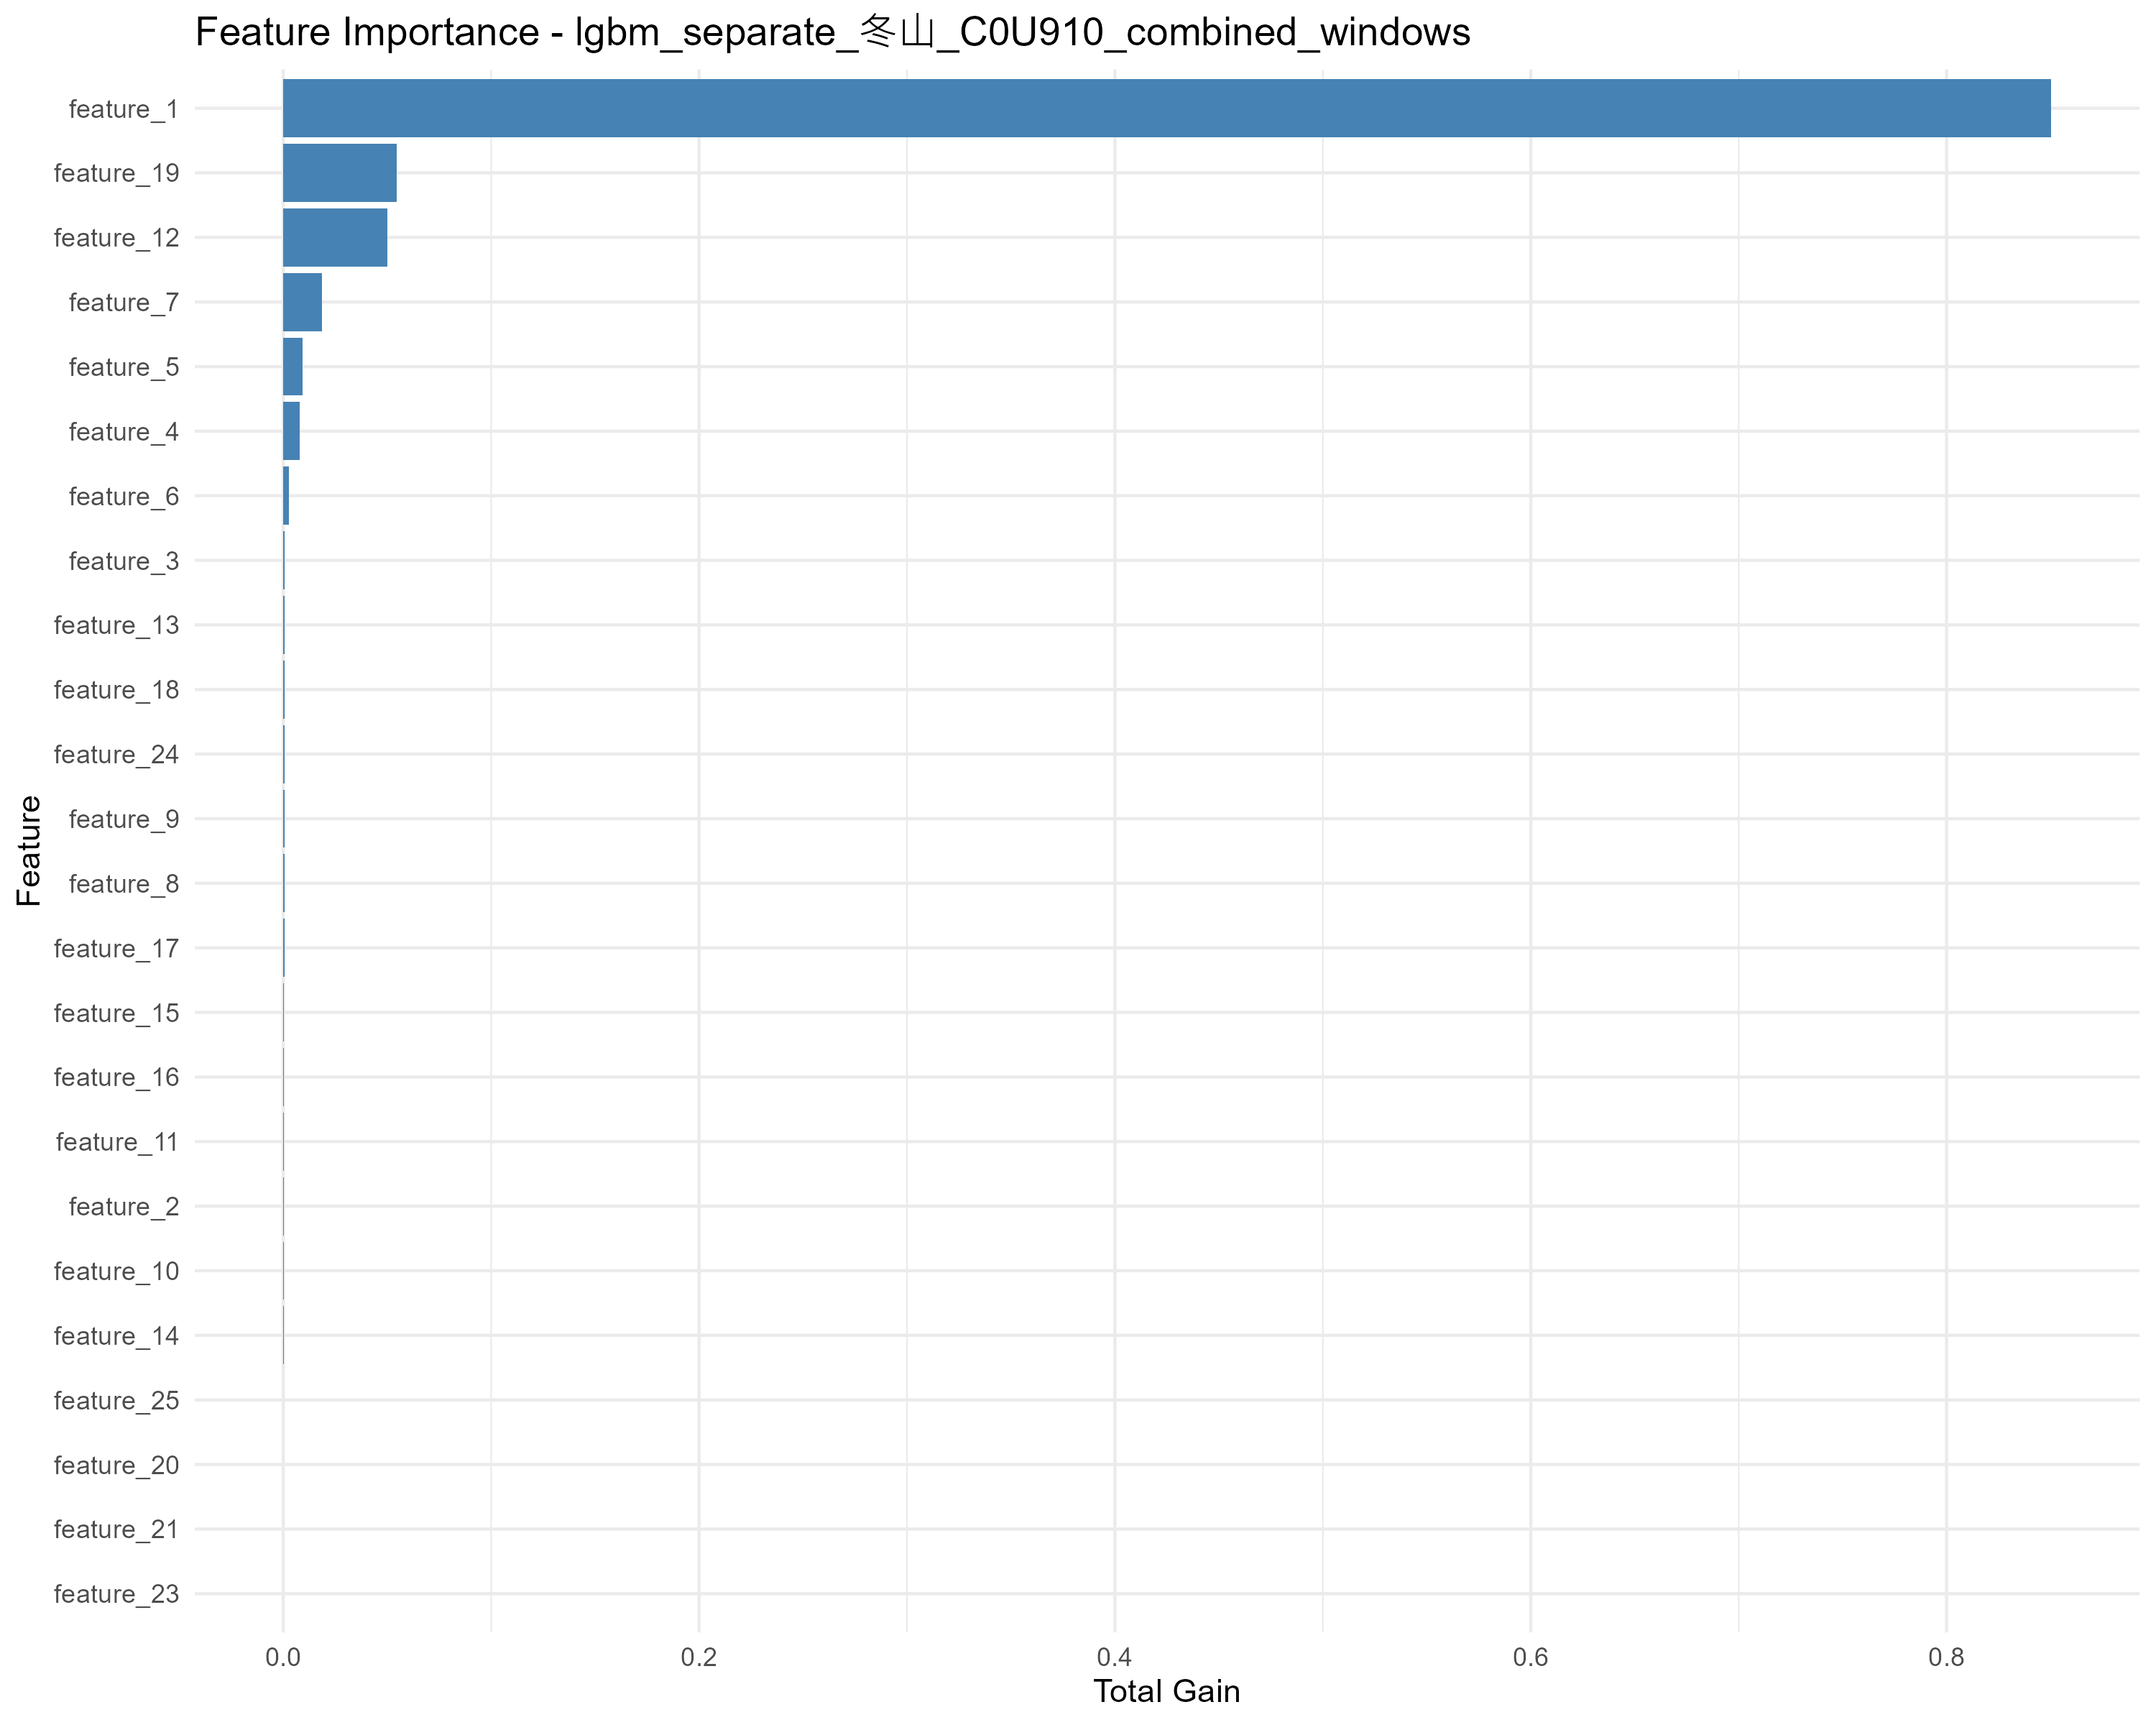 Feature Importance - lgbm_separate_冬山_C0U910_combined_windows
feature_1
feature_19
feature_12
feature_7
feature_5
feature_4
feature_6
feature_3
feature_13
feature_18
feature_24
feature_9
feature_8
feature_17
feature_15
feature_16
feature_11
feature_2
feature_10
feature_14
feature_25
feature_20
feature_21
feature_23
Feature
0.0 0.2 0.4 0.6 0.8
Total Gain